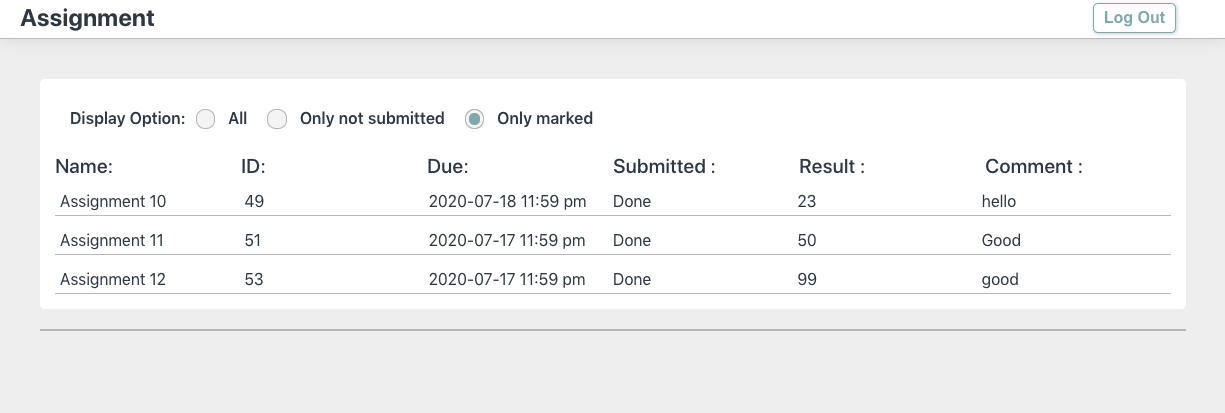 Assignment
Log Out
Display Option: All Only not submitted Only marked
Name: ID: Due: Submitted : Result : Comment :
Assignment 10 49 2020-07-18 11:59 pm Done 23 hello
Assignment 11 51 2020-07-17 11:59 pm Done 50 Good
Assignment 12 53 2020-07-17 11:59 pm Done 99 good